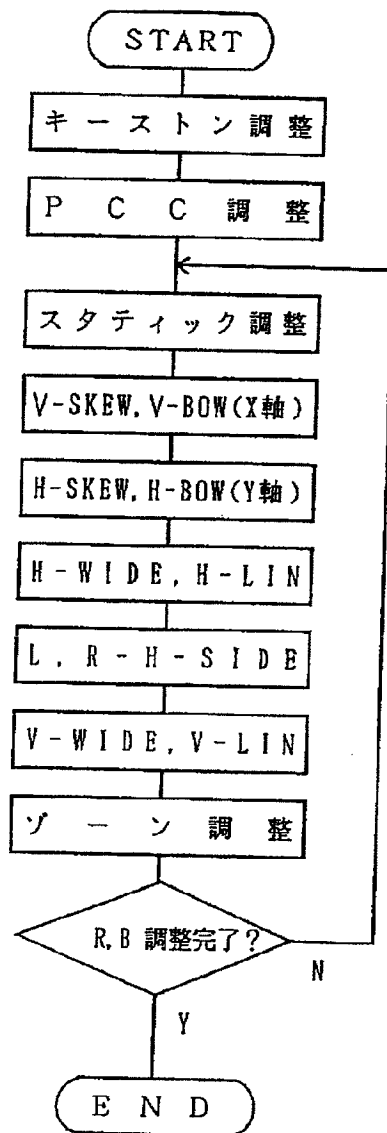 START
キーストン調整
PCC調整
スタティック調整
V-SKEW, V-BOW(X軸)
H-SKEW, H-BOW(Y軸)
H-WIDE, H-LIN
L, R-H-SIDE
V-WIDE, V-LIN
ゾーン調整
R, B 調整完了?
N
Y
END